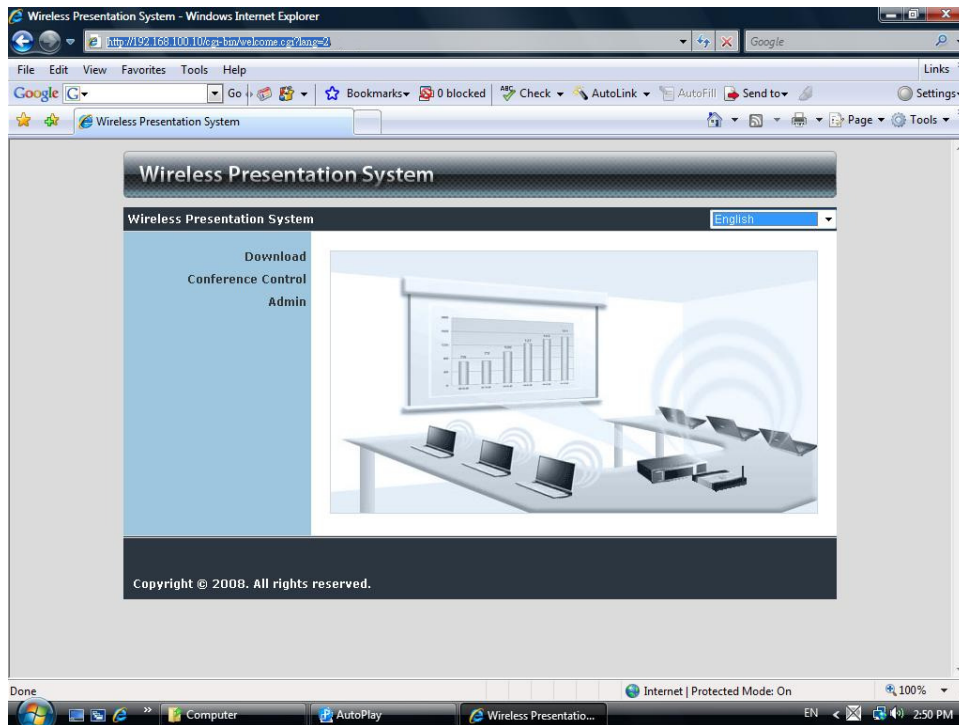 Wireless Presentation System - Windows Internet Explorer
http://192.168.100.10/cgi-bin/welcome.cgi?lang=2
Google
File Edit View Favorites Tools Help
Links
Google G
Go
Bookmarks
0 blocked
ABC Check
AutoLink
AutoFill
Send to
Settings
Wireless Presentation System
Page
Tools
Wireless Presentation System
Wireless Presentation System
English
Download
Conference Control
Admin
Copyright © 2008. All rights reserved.
Done
Internet | Protected Mode: On
100%
Computer
AutoPlay
Wireless Presentatio...
EN
2:50 PM